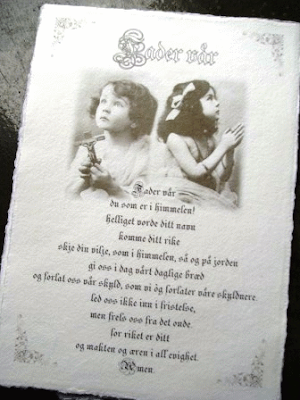 Fader vår
Fader vår
du som er i himmelen!
helliget vorde ditt navn
komme ditt rike
skje din vilje, som i himmelen, så og på jorden
gi oss i dag vårt daglige brød
og forlat oss vår skyld, som vi òg forlater våre skyldnere
led oss ikke inn i fristelse,
men frels oss fra det onde.
for riket er ditt
og makten og æren i all evighet.
Amen.